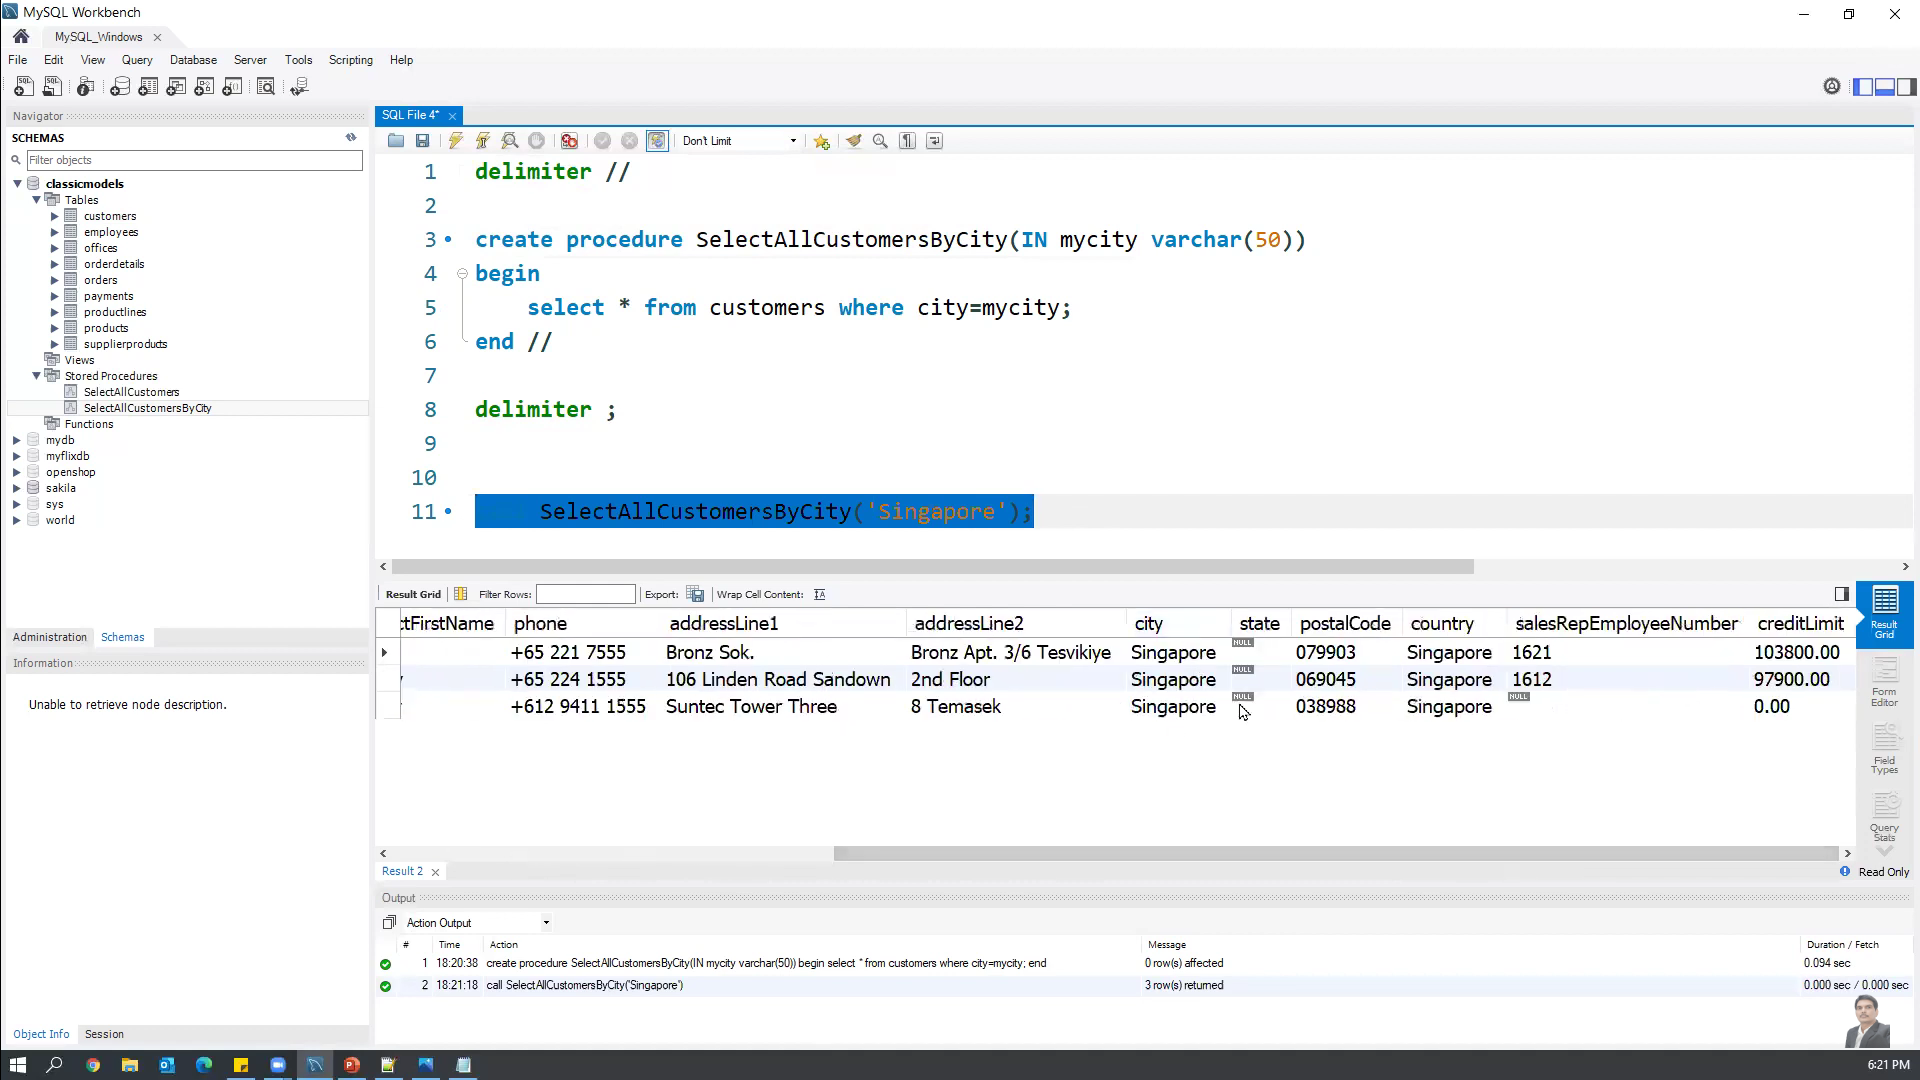 MySQL Workbench
MySQL_Windows
File Edit View Query Database Server Tools Scripting Help
Navigator
SCHEMAS
Filter objects
classicmodels
Tables
customers
employees
offices
orderdetails
orders
payments
productlines
products
supplierproducts
Views
Stored Procedures
SelectAllCustomers
SelectAllCustomersByCity
Functions
mydb
myflixdb
openshop
sakila
sys
world
Administration Schemas
Information
Unable to retrieve node description.
Object Info Session
SQL File 4*
Don't Limit
1 delimiter //
2
3 create procedure SelectAllCustomersByCity(IN mycity varchar(50))
4 begin
5 select * from customers where city=mycity;
6 end //
7
8 delimiter ;
9
10
11 SelectAllCustomersByCity('Singapore');
Result Grid Filter Rows: Export: Wrap Cell Content:
tFirstName phone addressLine1 addressLine2 city state postalCode country salesRepEmployeeNumber creditLimit
+65 221 7555 Bronz Sok. Bronz Apt. 3/6 Tesvikiye Singapore NULL 079903 Singapore 1621 103800.00
+65 224 1555 106 Linden Road Sandown 2nd Floor Singapore NULL 069045 Singapore 1612 97900.00
+612 9411 1555 Suntec Tower Three 8 Temasek Singapore NULL 038988 Singapore NULL 0.00
Result Grid
Form Editor
Field Types
Query Stats
Result 2
Read Only
Output
Action Output
# Time Action Message Duration / Fetch
1 18:20:38 create procedure SelectAllCustomersByCity(IN mycity varchar(50)) begin select * from customers where city=mycity; end 0 row(s) affected 0.094 sec
2 18:21:18 call SelectAllCustomersByCity('Singapore') 3 row(s) returned 0.000 sec / 0.000 sec
6:21 PM